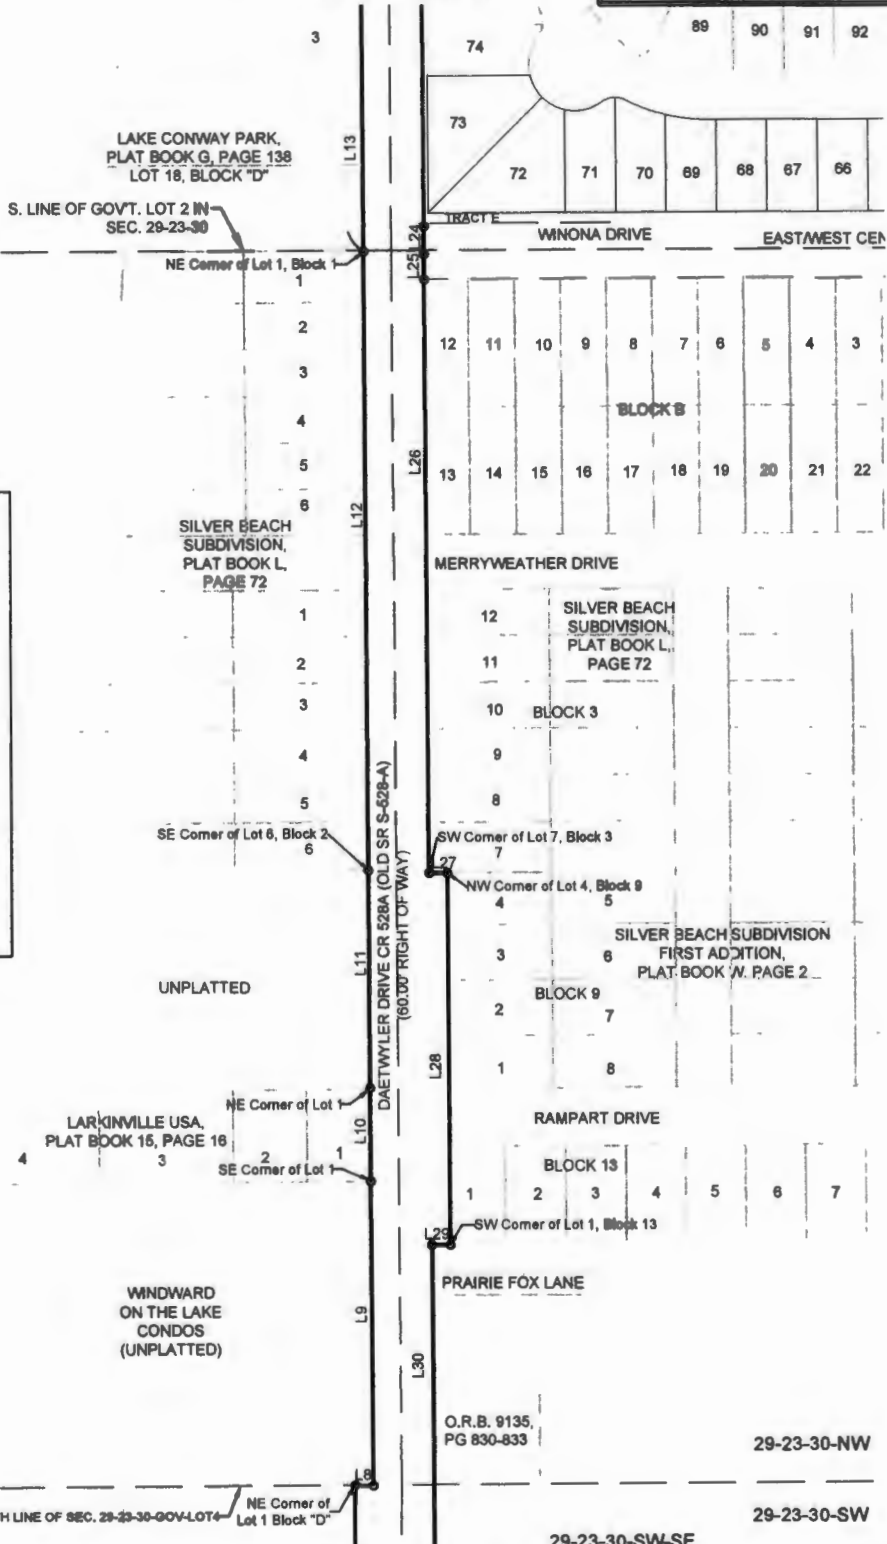 89 90 91 92
3
74
73
LAKE CONWAY PARK,
PLAT BOOK G, PAGE 138
LOT 18, BLOCK "D"
L13
72 71 70 69 68 67 66
S. LINE OF GOV'T. LOT 2 IN
SEC. 29-23-30
TRACT E
L24
WINONA DRIVE
EAST/WEST CEN
NE Corner of Lot 1, Block 1
L25
1
2
3
4
5
6
12 11 10 9 8 7 6 5 4 3
BLOCK B
13 14 15 16 17 18 19 20 21 22
L26
L12
SILVER BEACH
SUBDIVISION,
PLAT BOOK L,
PAGE 72
MERRYWEATHER DRIVE
1
2
3
4
5
6
12
11
10
9
8
7
SILVER BEACH
SUBDIVISION,
PLAT BOOK L,
PAGE 72
BLOCK 3
SE Corner of Lot 6, Block 2
SW Corner of Lot 7, Block 3
27
NW Corner of Lot 4, Block 9
DAETWYLER DRIVE CR 528A (OLD SR S-528-A)
(60.00' RIGHT OF WAY)
4 5
3 6
2 7
1 8
BLOCK 9
SILVER BEACH SUBDIVISION
FIRST ADDITION,
PLAT BOOK W. PAGE 2
L11
UNPLATTED
L28
NE Corner of Lot 1
RAMPART DRIVE
L10
LARKINVILLE USA,
PLAT BOOK 15, PAGE 16
4 3 2 1
SE Corner of Lot 1
BLOCK 13
1 2 3 4 5 6 7
L29
SW Corner of Lot 1, Block 13
PRAIRIE FOX LANE
WINDWARD
ON THE LAKE
CONDOS
(UNPLATTED)
L9
L30
O.R.B. 9135,
PG 830-833
29-23-30-NW
L8
NE Corner of
Lot 1 Block "D"
H LINE OF SEC. 29-23-30-GOV-LOT4
29-23-30-SW
29-23-30-SW-SE